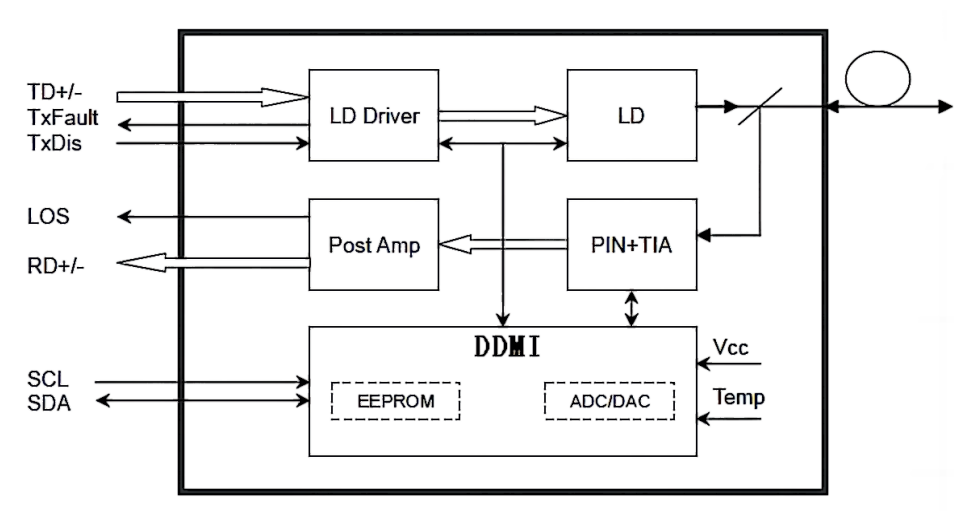 TD+/-
TxFault
TxDis
LD Driver
LD
LOS
RD+/-
Post Amp
PIN+TIA
DDMI
Vcc
SCL
SDA
EEPROM
ADC/DAC
Temp